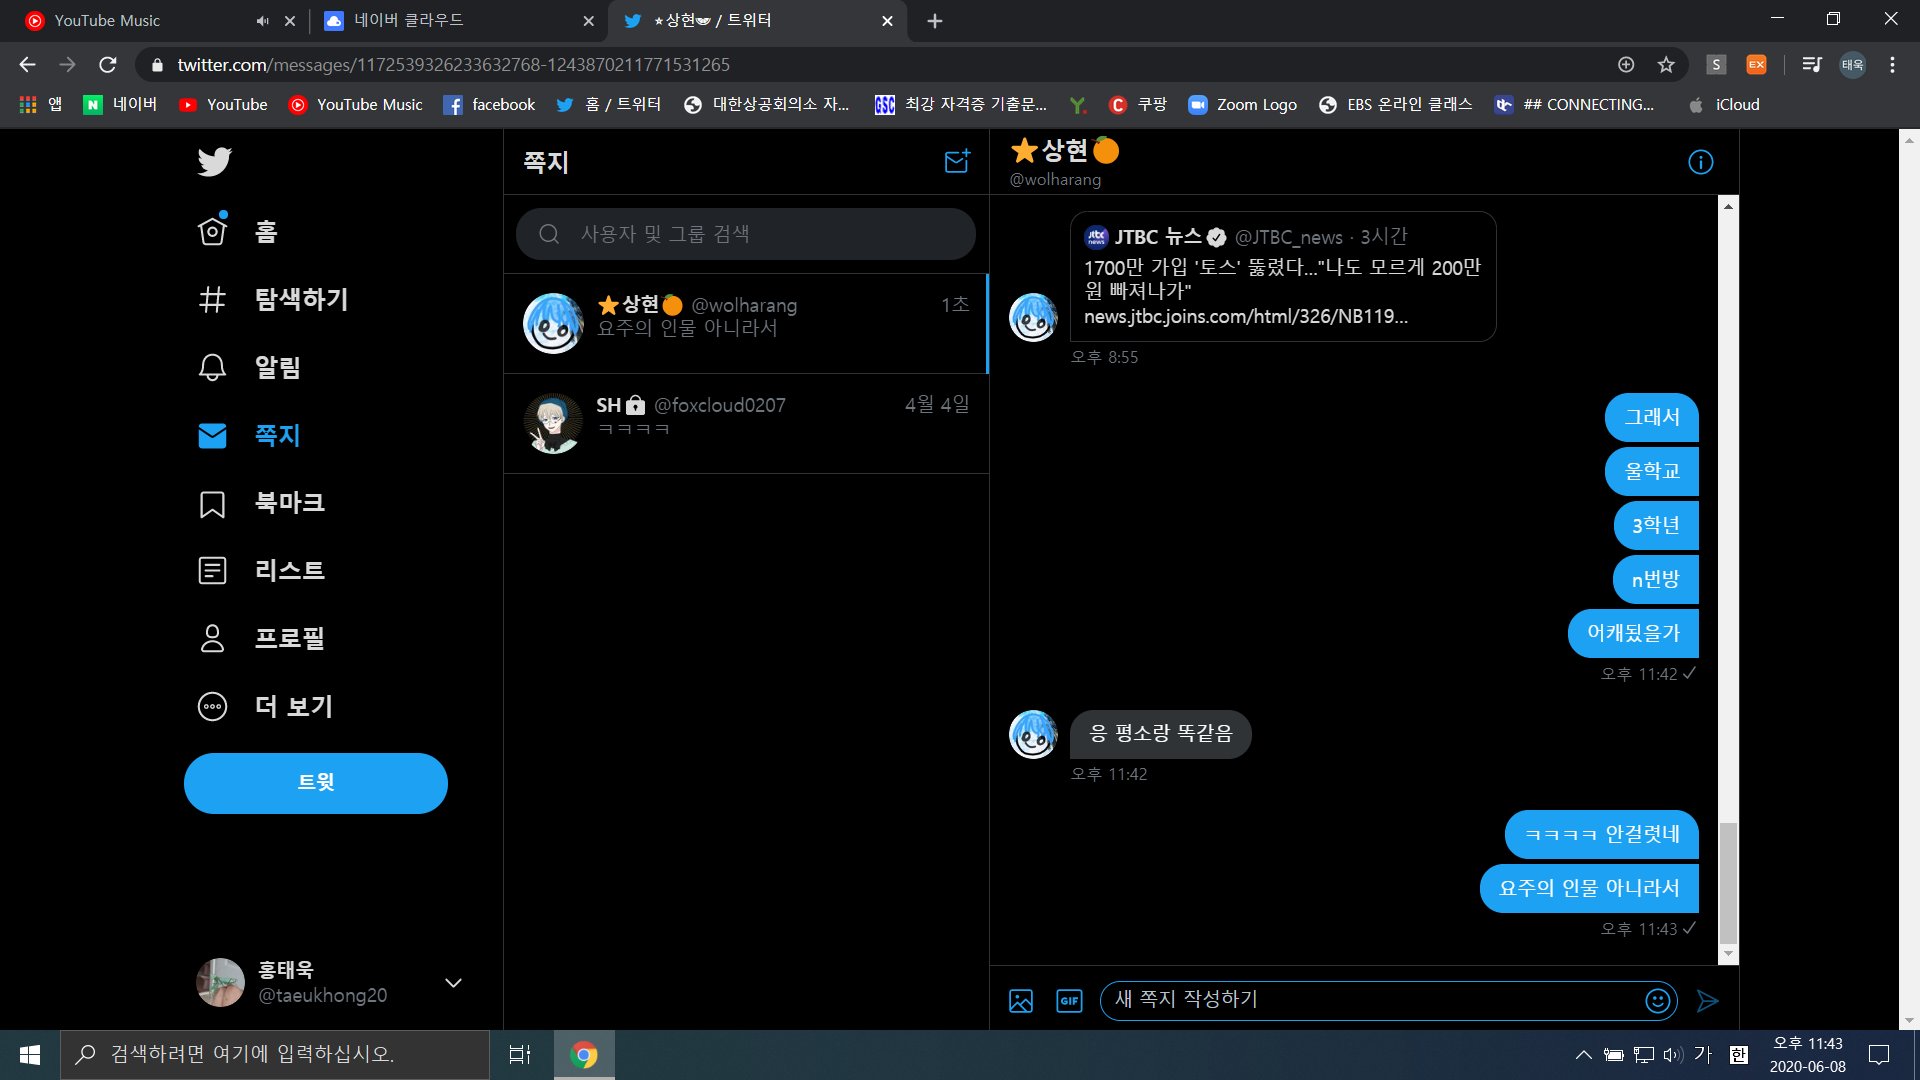 YouTube Music
네이버 클라우드
⭐상현🍉 / 트위터
twitter.com/messages/1172539326233632768-1243870211771531265
S
EX
태욱
앱
네이버
YouTube
YouTube Music
facebook
홈 / 트위터
대한상공회의소 자...
GSC 최강 자격증 기출문...
Y.
C 쿠팡
Zoom Logo
EBS 온라인 클래스
## CONNECTING...
iCloud
홈
탐색하기
알림
쪽지
북마크
리스트
프로필
더 보기
트윗
홍태욱
@taeukhong20
쪽지
사용자 및 그룹 검색
⭐상현🍊 @wolharang 1초
요주의 인물 아니라서
SH @foxcloud0207 4월 4일
ㅋㅋㅋㅋ
⭐상현🍊
@wolharang
JTBC 뉴스 @JTBC_news · 3시간
1700만 가입 '토스' 뚫렸다..."나도 모르게 200만
원 빠져나가"
news.jtbc.joins.com/html/326/NB119...
오후 8:55
그래서
울학교
3학년
n번방
어캐됬을가
오후 11:42
응 평소랑 똑같음
오후 11:42
ㅋㅋㅋㅋ 안걸렷네
요주의 인물 아니라서
오후 11:43
GIF
새 쪽지 작성하기
검색하려면 여기에 입력하십시오.
가
한
오후 11:43
2020-06-08